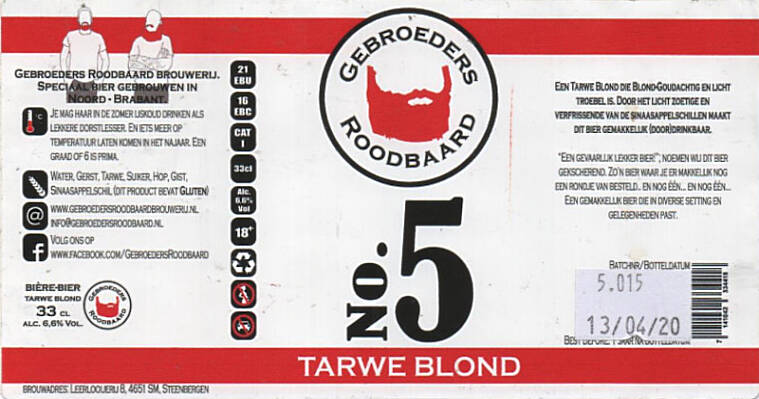 GEBROEDERS ROODBAARD BROUWERIJ.
SPECIAAL BIER GEBROUWEN IN
NOORD - BRABANT.
°C
JE MAG HAAR IN DE ZOMER IJSKOUD DRINKEN ALS
LEKKERE DORSTLESSER. EN IETS MEER OP
TEMPERATUUR LATEN KOMEN IN HET NAJAAR. EEN
GRAAD OF 6 IS PRIMA.
WATER, GERST, TARWE, SUIKER, HOP, GIST,
SINAASAPPELSCHIL (DIT PRODUCT BEVAT GLUTEN)
@
WWW.GEBROEDERSROODBAARDBROUWERIJ.NL
INFO@GEBROEDERSROODBAARD.NL
f
VOLG ONS OP
WWW.FACEBOOK.COM/GEBROEDERSROODBAARD
BIÈRE-BIER
TARWE BLOND
33 CL
ALC. 6,6% VOL.
GEBROEDERS
ROODBAARD
BROUWADRES: LEERLOOIJERIJ 8, 4651 SM, STEENBERGEN
21
EBU
16
EBC
CAT
I
33cl
Alc.
6,6%
Vol
18+
GEBROEDERS
ROODBAARD
No. 5
TARWE BLOND
EEN TARWE BLOND DIE BLOND-GOUDACHTIG EN LICHT
TROEBEL IS. DOOR HET LICHT ZOETIGE EN
VERFRISSENDE VAN DE SINAASAPPELSCHILLEN MAAKT
DIT BIER GEMAKKELIJK (DOOR)DRINKBAAR.
"EEN GEVAARLIJK LEKKER BIER!", NOEMEN WIJ DIT BIER
GEKSCHEREND. ZO'N BIER WAAR JE ER MAKKELIJK NOG
EEN RONDJE VAN BESTELD.. EN NOG ÉÉN... EN NOG ÉÉN...
EEN GEMAKKELIJK BIER DIE IN DIVERSE SETTING EN
GELEGENHEDEN PAST.
BATCHNR/BOTTELDATUM
5.015
13/04/20